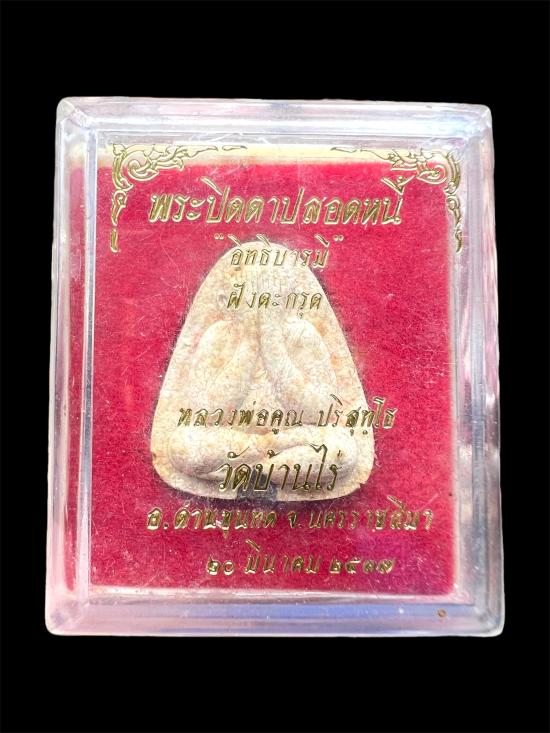 พระปิดตาปลอดหนี้
"อิทธิบารมี"
ฝังตะกรุด
หลวงพ่อคูณ ปริสุทฺโธ
วัดบ้านไร่
อ.ด่านขุนทด จ.นครราชสีมา
๒๐ มีนาคม ๒๕๓๗